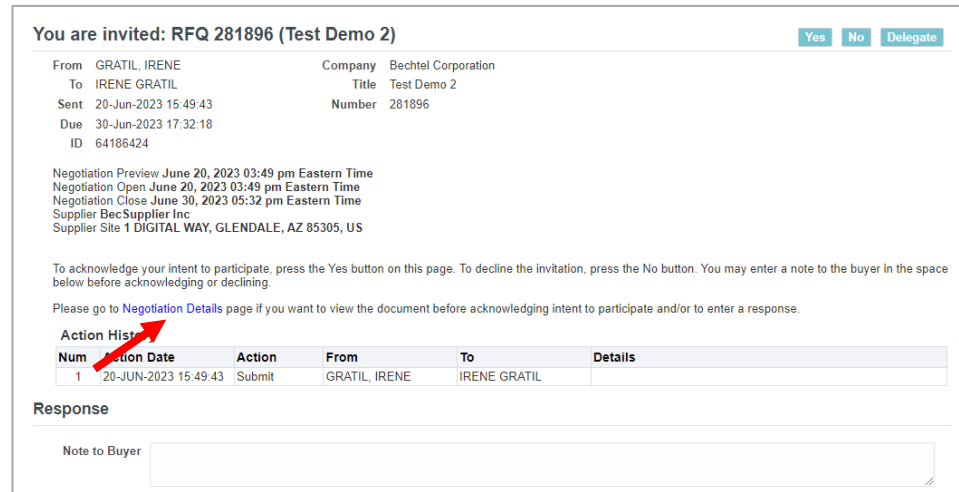 You are invited: RFQ 281896 (Test Demo 2)
Yes No Delegate
From GRATIL, IRENE Company Bechtel Corporation
To IRENE GRATIL Title Test Demo 2
Sent 20-Jun-2023 15:49:43 Number 281896
Due 30-Jun-2023 17:32:18
ID 64186424
Negotiation Preview June 20, 2023 03:49 pm Eastern Time
Negotiation Open June 20, 2023 03:49 pm Eastern Time
Negotiation Close June 30, 2023 05:32 pm Eastern Time
Supplier BecSupplier Inc
Supplier Site 1 DIGITAL WAY, GLENDALE, AZ 85305, US
To acknowledge your intent to participate, press the Yes button on this page. To decline the invitation, press the No button. You may enter a note to the buyer in the space
below before acknowledging or declining.
Please go to Negotiation Details page if you want to view the document before acknowledging intent to participate and/or to enter a response.
Action History
Num Action Date Action From To Details
1 20-JUN-2023 15:49:43 Submit GRATIL, IRENE IRENE GRATIL
Response
Note to Buyer